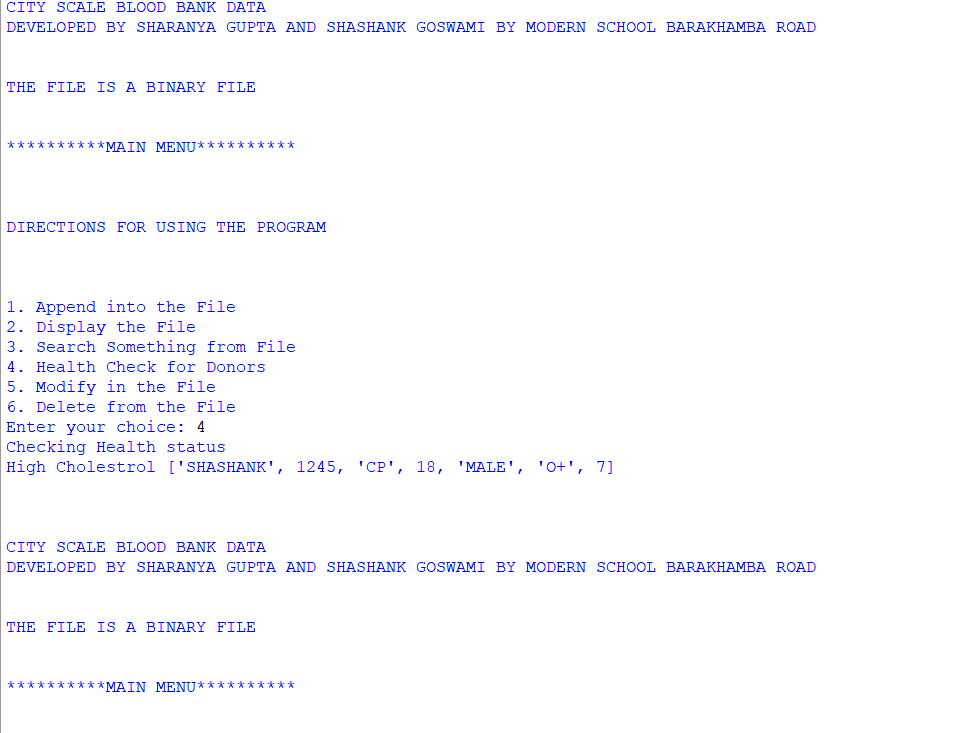 CITY SCALE BLOOD BANK DATA
DEVELOPED BY SHARANYA GUPTA AND SHASHANK GOSWAMI BY MODERN SCHOOL BARAKHAMBA ROAD
THE FILE IS A BINARY FILE
**********MAIN MENU**********
DIRECTIONS FOR USING THE PROGRAM
1. Append into the File
2. Display the File
3. Search Something from File
4. Health Check for Donors
5. Modify in the File
6. Delete from the File
Enter your choice: 4
Checking Health status
High Cholestrol ['SHASHANK', 1245, 'CP', 18, 'MALE', 'O+', 7]
CITY SCALE BLOOD BANK DATA
DEVELOPED BY SHARANYA GUPTA AND SHASHANK GOSWAMI BY MODERN SCHOOL BARAKHAMBA ROAD
THE FILE IS A BINARY FILE
**********MAIN MENU**********